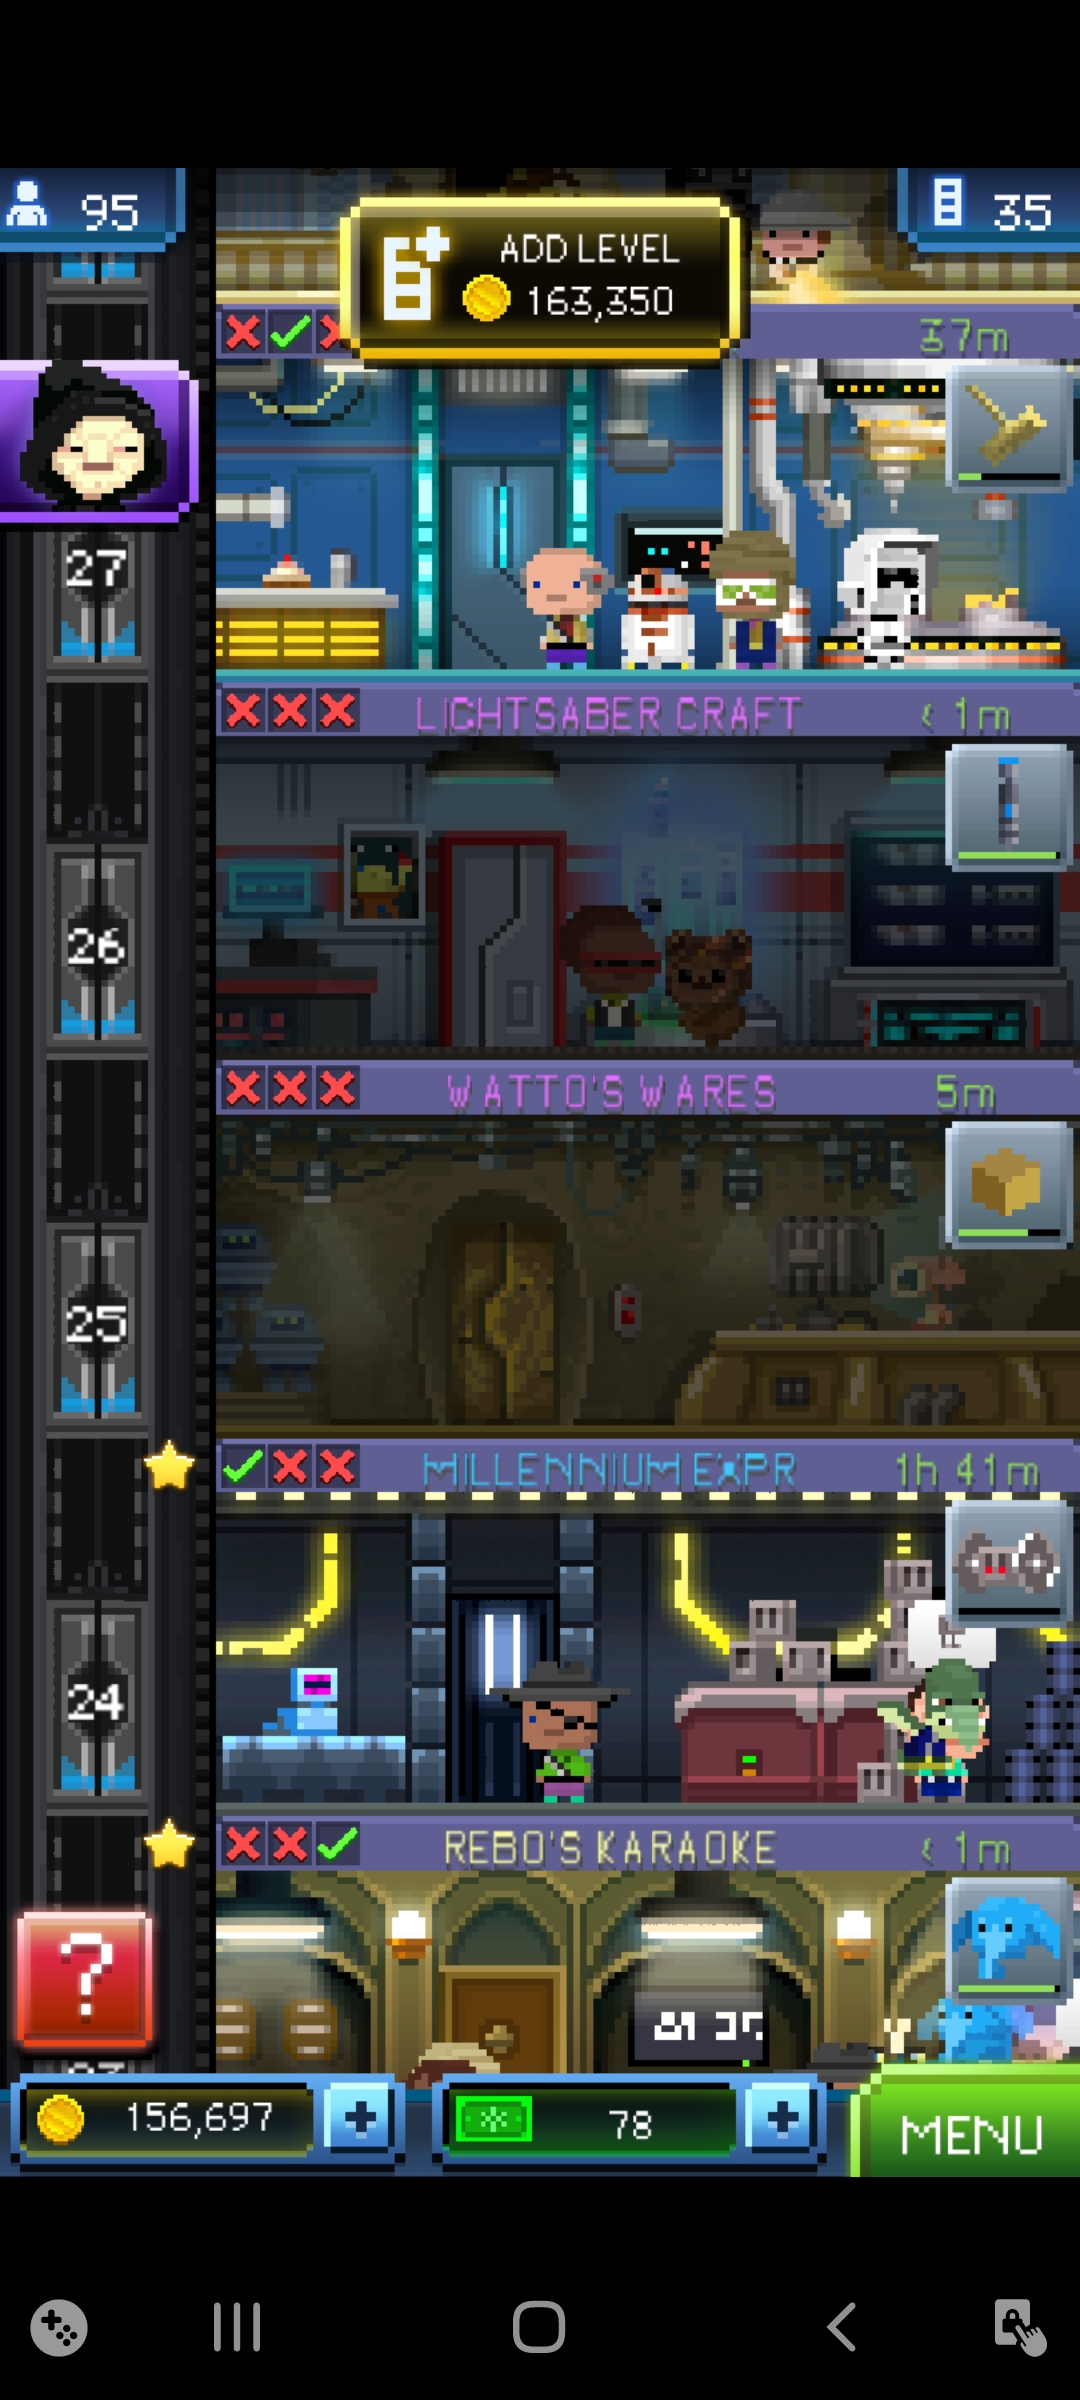 95
ADD LEVEL
163,350
35
37m
27
LIGHTSABER CRAFT
< 1m
26
WATTO'S WARES
5m
25
MILLENNIUM EXPR
1h 41m
24
REBO'S KARAOKE
< 1m
?
156,697
78
MENU